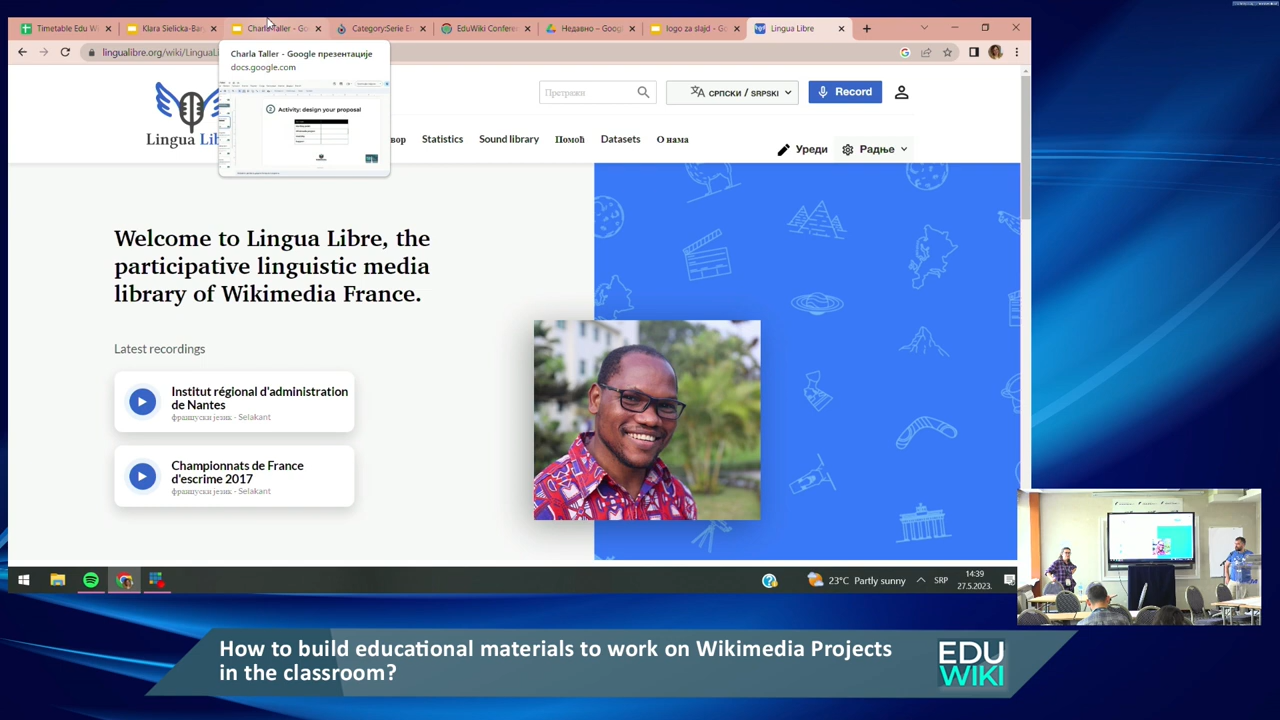 Timetable Edu W
Klara Sielicka-Bar
Charla Taller - Go
Category:Serie E
EduWiki Conferen
Недавно – Googl
logo za slajd - Go
Lingua Libre
lingualibre.org/wiki/LinguaL
Charla Taller - Google презентације
docs.google.com
Activity: design your proposal
Lingua Lib
Претражи
СРПСКИ / SRPSKI
Record
вор
Statistics
Sound library
Помоћ
Datasets
О нама
Уреди
Радње
Welcome to Lingua Libre, the
participative linguistic media
library of Wikimedia France.
Latest recordings
Institut régional d'administration
de Nantes
француски језик - Selakant
Championnats de France
d'escrime 2017
француски језик - Selakant
23°C Partly sunny
SRP
14:39
27.5.2023.
How to build educational materials to work on Wikimedia Projects
in the classroom?
EDU
WIKI